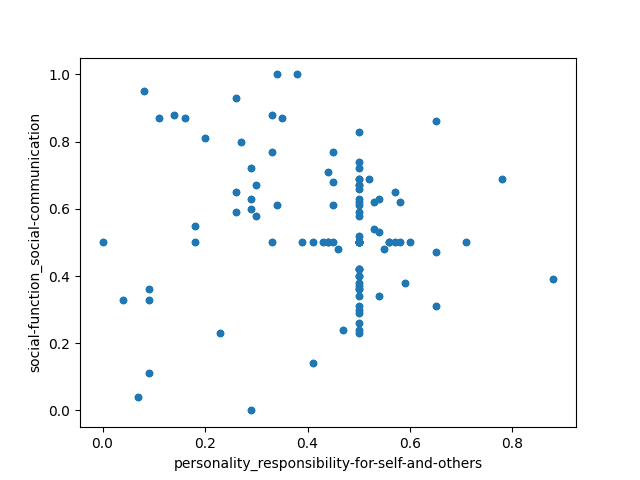 1.0
0.8
0.6
0.4
0.2
0.0
social-function_social-communication
0.0 0.2 0.4 0.6 0.8
personality_responsibility-for-self-and-others